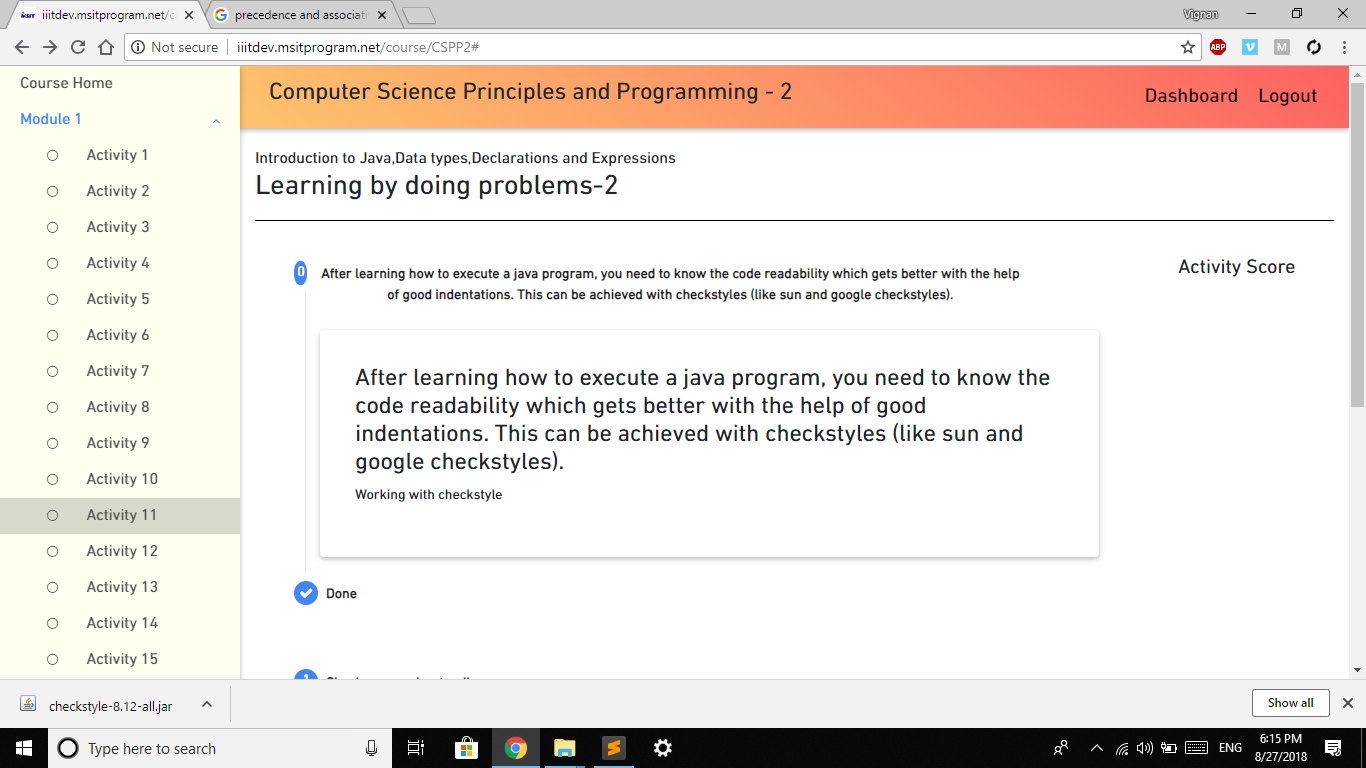 iiitdev.msitprogram.net/c
precedence and associati
Vignan
Not secure
iiitdev.msitprogram.net/course/CSPP2#
ABP
M
Course Home
Module 1
Activity 1
Activity 2
Activity 3
Activity 4
Activity 5
Activity 6
Activity 7
Activity 8
Activity 9
Activity 10
Activity 11
Activity 12
Activity 13
Activity 14
Activity 15
Computer Science Principles and Programming - 2
Dashboard
Logout
Introduction to Java,Data types,Declarations and Expressions
Learning by doing problems-2
0
After learning how to execute a java program, you need to know the code readability which gets better with the help
of good indentations. This can be achieved with checkstyles (like sun and google checkstyles).
Activity Score
After learning how to execute a java program, you need to know the
code readability which gets better with the help of good
indentations. This can be achieved with checkstyles (like sun and
google checkstyles).
Working with checkstyle
Done
checkstyle-8.12-all.jar
Show all
Type here to search
ENG
6:15 PM
8/27/2018